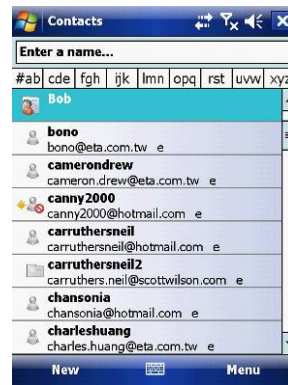 Contacts
Enter a name...
#ab cde fgh ijk lmn opq rst uvw xyz
Bob
bono
bono@eta.com.tw e
camerondrew
cameron.drew@eta.com.tw e
canny2000
canny2000@hotmail.com e
carruthersneil
carruthersneil@hotmail.com e
carruthersneil2
carruthers.neil@scottwilson.com e
chansonia
chansonia@hotmail.com e
charleshuang
charles.huang@eta.com.tw e
New Menu